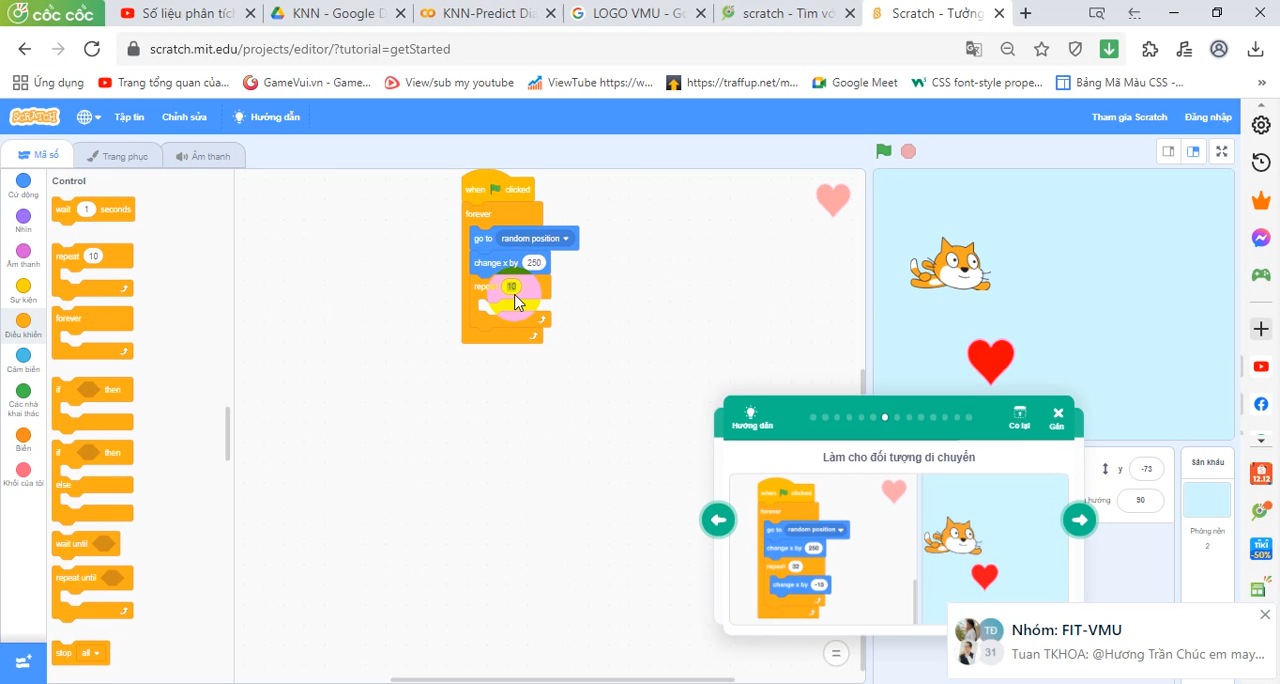 CỐC CỐC
Số liệu phân tích
KNN - Google D
KNN-Predict Dia
LOGO VMU - Go
scratch - Tìm với
Scratch - Tưởng
scratch.mit.edu/projects/editor/?tutorial=getStarted
Ứng dụng
Trang tổng quan của...
GameVui.vn - Game...
View/sub my youtube
ViewTube https://w...
https://traffup.net/m...
Google Meet
CSS font-style prope...
Bảng Mã Màu CSS -...
SCRATCH
Tập tin
Chỉnh sửa
Hướng dẫn
Tham gia Scratch
Đăng nhập
Mã số
Trang phục
Âm thanh
Cử động
Nhìn
Âm thanh
Sự kiện
Điều khiển
Cảm biến
Các nhà
khai thác
Biến
Khối của tôi
Control
wait 1 seconds
repeat 10
forever
if then
if then
else
wait until
repeat until
stop all
when clicked
forever
go to random position
change x by 250
repeat 10
Hướng dẫn
Co lại
Gần
Làm cho đối tượng di chuyển
when clicked
forever
go to random position
change x by 250
repeat 32
change x by -15
y -73
hướng 90
Sân khấu
Phông nền
2
12.12
TIKI
-50%
TĐ
31
Nhóm: FIT-VMU
Tuan TKHOA: @Hương Trần Chúc em may...